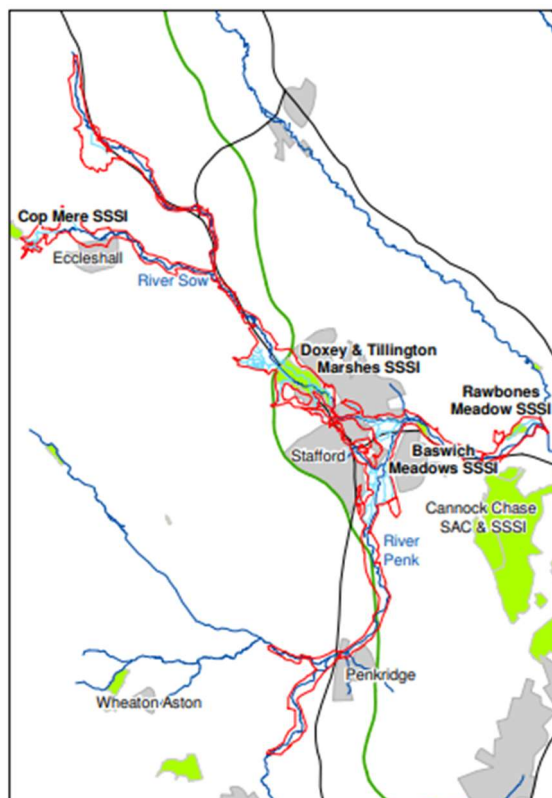 Cop Mere SSSI
Eccleshall
River Sow
Doxey & Tillington
Marshes SSSI
Rawbones
Meadow SSSI
Stafford
Baswich
Meadows SSSI
Cannock Chase
SAC & SSSI
River
Penk
Penkridge
Wheaton Aston